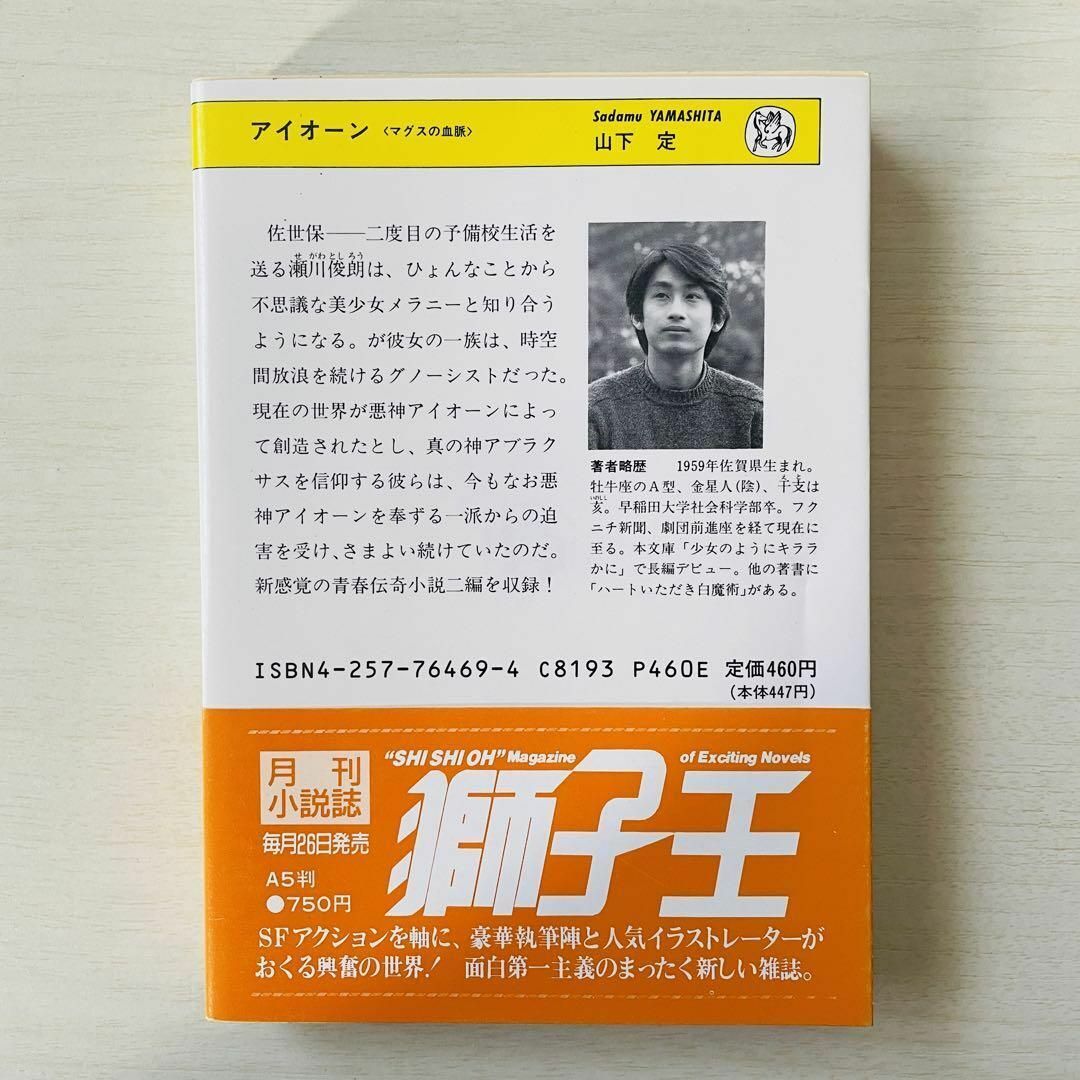 アイオーン 〈マグスの血脈〉
Sadamu YAMASHITA
山下 定
佐世保――二度目の予備校生活を
送る瀬川俊朗は、ひょんなことから
せがわとしろう
不思議な美少女メラニーと知り合う
ようになる。が彼女の一族は、時空
間放浪を続けるグノーシストだった。
現在の世界が悪神アイオーンによっ
て創造されたとし、真の神アブラク
サスを信仰する彼らは、今もなお悪
神アイオーンを奉ずる一派からの迫
害を受け、さまよい続けていたのだ。
新感覚の青春伝奇小説二編を収録！
著者略歴 1959年佐賀県生まれ。
牡牛座のA型、金星人(陰)、干支は
えと
亥。早稲田大学社会科学部卒。フク
いのしし
ニチ新聞、劇団前進座を経て現在に
至る。本文庫「少女のようにキララ
かに」で長編デビュー。他の著書に
「ハートいただき白魔術」がある。
ISBN4-257-76469-4 C8193 P460E 定価460円
(本体447円)
"SHI SHI OH" Magazine of Exciting Novels
月刊
小説誌
獅子王
毎月26日発売
A5判
●750円
SFアクションを軸に、豪華執筆陣と人気イラストレーターが
おくる興奮の世界！ 面白第一主義のまったく新しい雑誌。